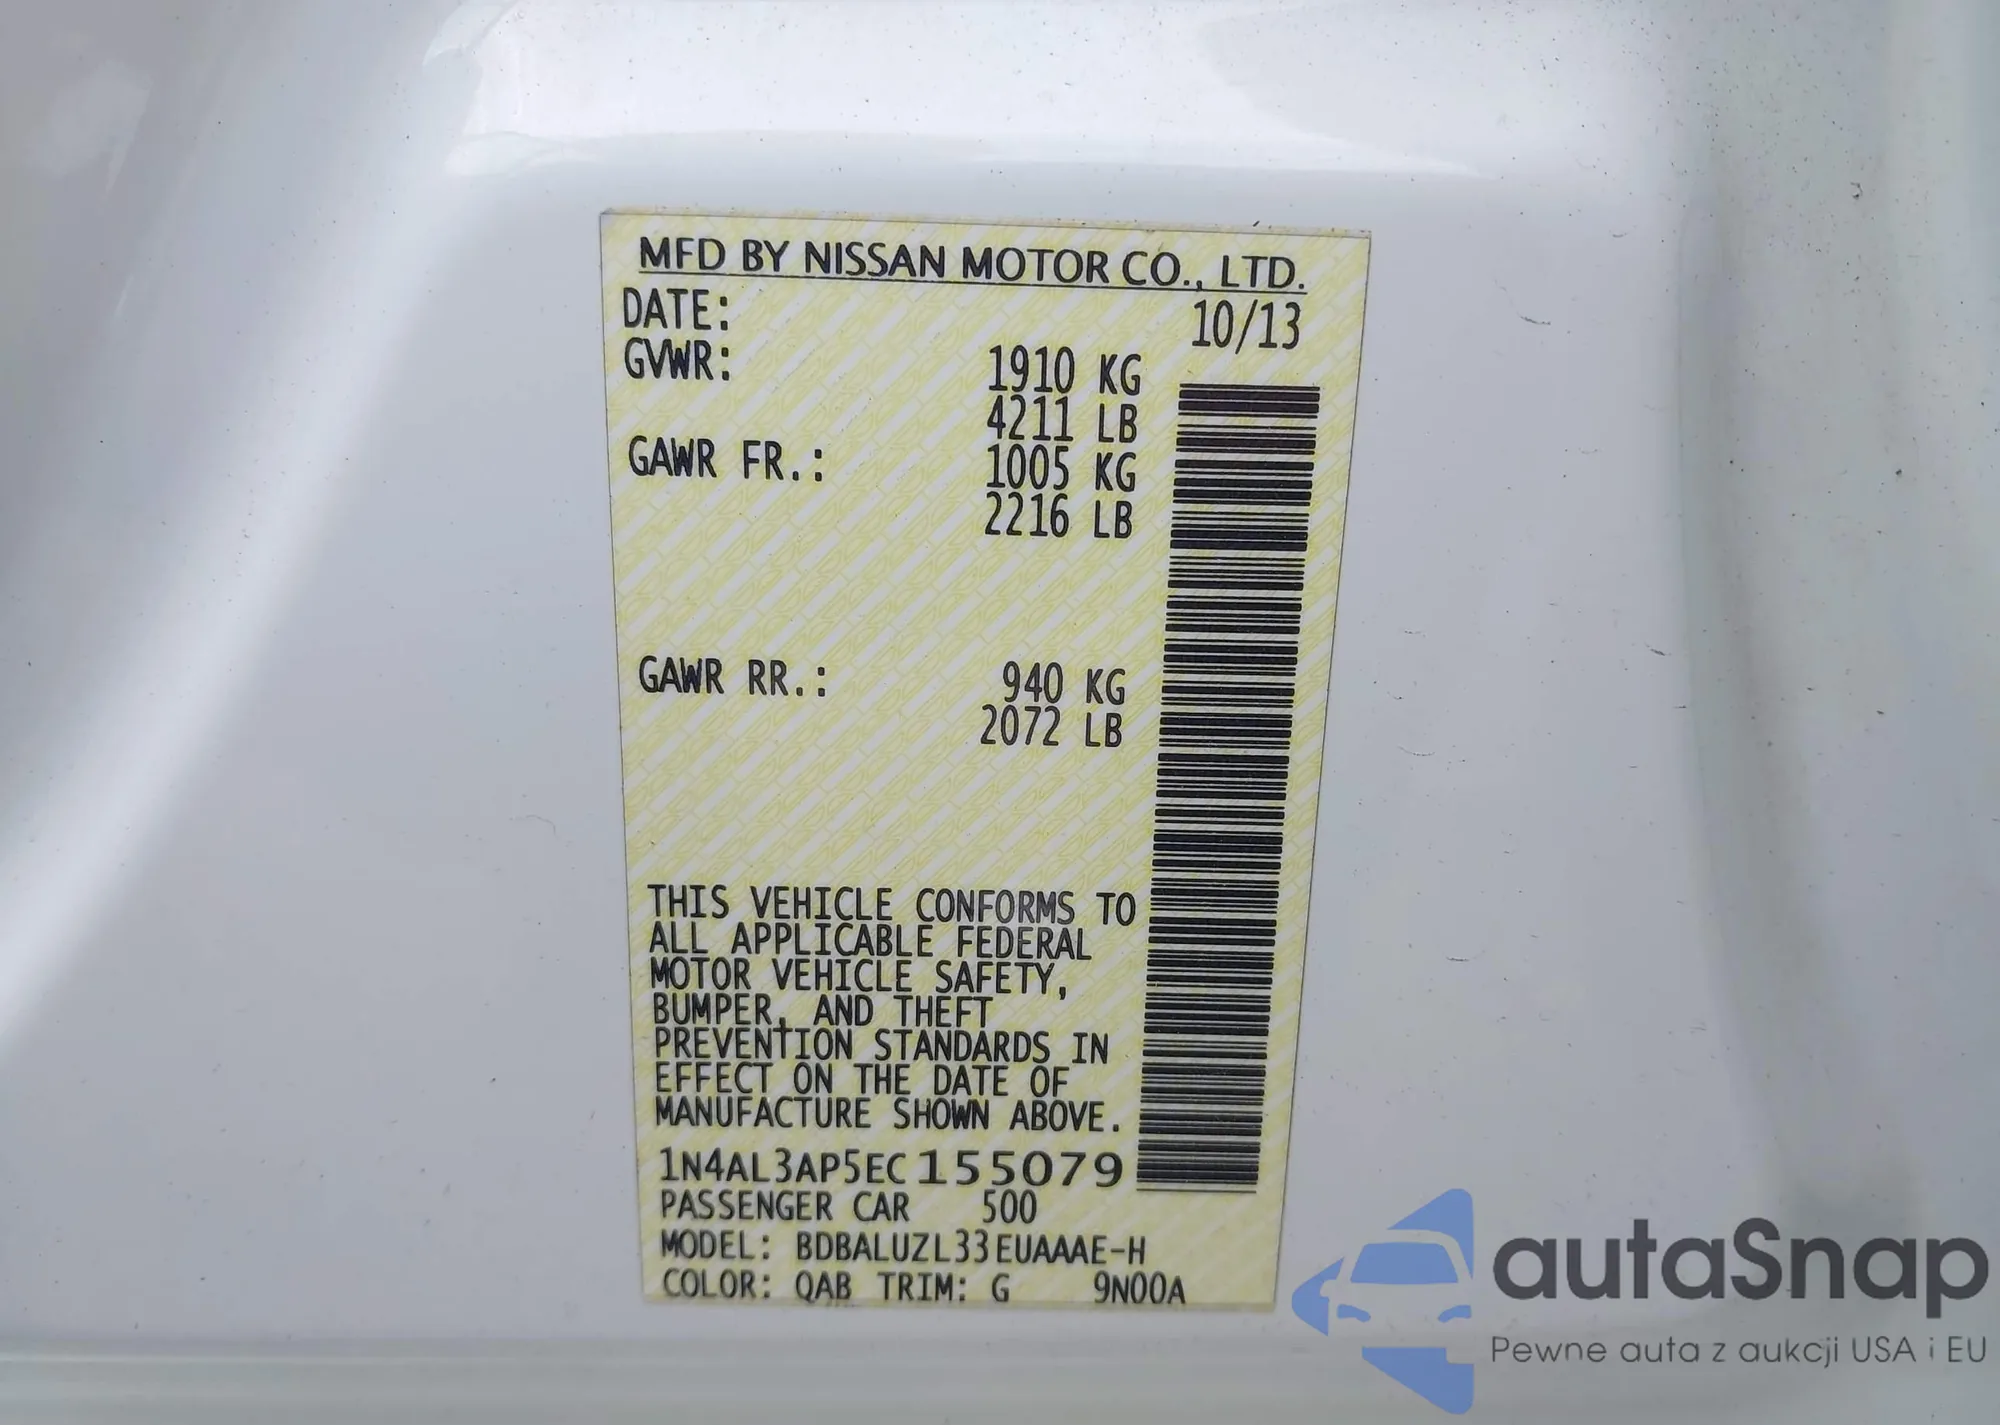 MFD BY NISSAN MOTOR CO., LTD.
DATE: 10/13
GVWR: 1910 KG
4211 LB
GAWR FR.: 1005 KG
2216 LB
GAWR RR.: 940 KG
2072 LB
THIS VEHICLE CONFORMS TO
ALL APPLICABLE FEDERAL
MOTOR VEHICLE SAFETY,
BUMPER, AND THEFT
PREVENTION STANDARDS IN
EFFECT ON THE DATE OF
MANUFACTURE SHOWN ABOVE.
1N4AL3AP5EC155079
PASSENGER CAR 500
MODEL: BDBALUZL33EUAAAE-H
COLOR: QAB TRIM: G 9N00A
autaSnap
Pewne auta z aukcji USA i EU